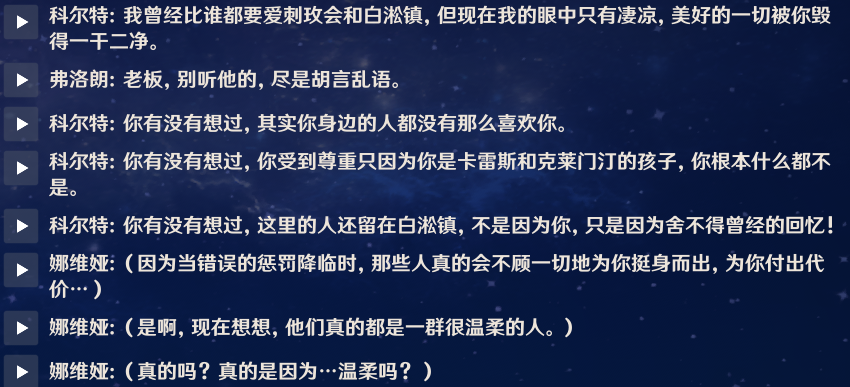 科尔特: 我曾经比谁都要爱刺玫会和白淞镇, 但现在我的眼中只有凄凉, 美好的一切被你毁
得一干二净。
弗洛朗: 老板, 别听他的, 尽是胡言乱语。
科尔特: 你有没有想过, 其实你身边的人都没有那么喜欢你。
科尔特: 你有没有想过, 你受到尊重只因为你是卡雷斯和克莱门汀的孩子, 你根本什么都不
是。
科尔特: 你有没有想过, 这里的人还留在白淞镇, 不是因为你, 只是因为舍不得曾经的回忆!
娜维娅: (因为当错误的惩罚降临时, 那些人真的会不顾一切地为你挺身而出, 为你付出代
价…)
娜维娅: (是啊, 现在想想, 他们真的都是一群很温柔的人。)
娜维娅: (真的吗? 真的是因为…温柔吗? )